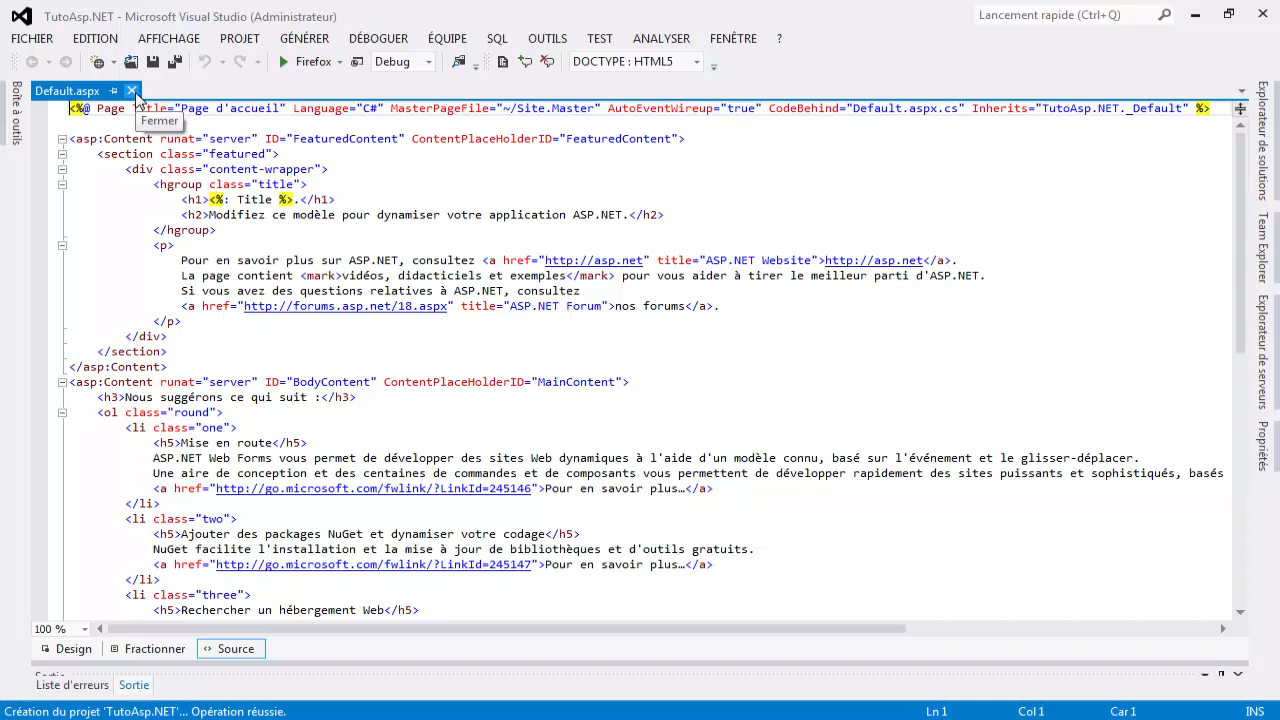 TutoAsp.NET - Microsoft Visual Studio (Administrateur)
Lancement rapide (Ctrl+Q)
FICHIER EDITION AFFICHAGE PROJET GÉNÉRER DÉBOGUER ÉQUIPE SQL OUTILS TEST ANALYSER FENÊTRE ?
Firefox Debug DOCTYPE : HTML5
Default.aspx
Fermer
<%@ Page Title="Page d'accueil" Language="C#" MasterPageFile="~/Site.Master" AutoEventWireup="true" CodeBehind="Default.aspx.cs" Inherits="TutoAsp.NET._Default" %>
<asp:Content runat="server" ID="FeaturedContent" ContentPlaceHolderID="FeaturedContent">
<section class="featured">
<div class="content-wrapper">
<hgroup class="title">
<h1><%: Title %>.</h1>
<h2>Modifiez ce modèle pour dynamiser votre application ASP.NET.</h2>
</hgroup>
<p>
Pour en savoir plus sur ASP.NET, consultez <a href="http://asp.net" title="ASP.NET Website">http://asp.net</a>.
La page contient <mark>vidéos, didacticiels et exemples</mark> pour vous aider à tirer le meilleur parti d'ASP.NET.
Si vous avez des questions relatives à ASP.NET, consultez
<a href="http://forums.asp.net/18.aspx" title="ASP.NET Forum">nos forums</a>.
</p>
</div>
</section>
</asp:Content>
<asp:Content runat="server" ID="BodyContent" ContentPlaceHolderID="MainContent">
<h3>Nous suggérons ce qui suit :</h3>
<ol class="round">
<li class="one">
<h5>Mise en route</h5>
ASP.NET Web Forms vous permet de développer des sites Web dynamiques à l'aide d'un modèle connu, basé sur l'événement et le glisser-déplacer.
Une aire de conception et des centaines de commandes et de composants vous permettent de développer rapidement des sites puissants et sophistiqués, basés
<a href="http://go.microsoft.com/fwlink/?LinkId=245146">Pour en savoir plus…</a>
</li>
<li class="two">
<h5>Ajouter des packages NuGet et dynamiser votre codage</h5>
NuGet facilite l'installation et la mise à jour de bibliothèques et d'outils gratuits.
<a href="http://go.microsoft.com/fwlink/?LinkId=245147">Pour en savoir plus…</a>
</li>
<li class="three">
<h5>Rechercher un hébergement Web</h5>
100 %
Design Fractionner Source
Sortie
Liste d'erreurs Sortie
Création du projet 'TutoAsp.NET'... Opération réussie. Ln 1 Col 1 Car 1 INS
Boîte à outils
Explorateur de solutions
Team Explorer
Explorateur de serveurs
Propriétés